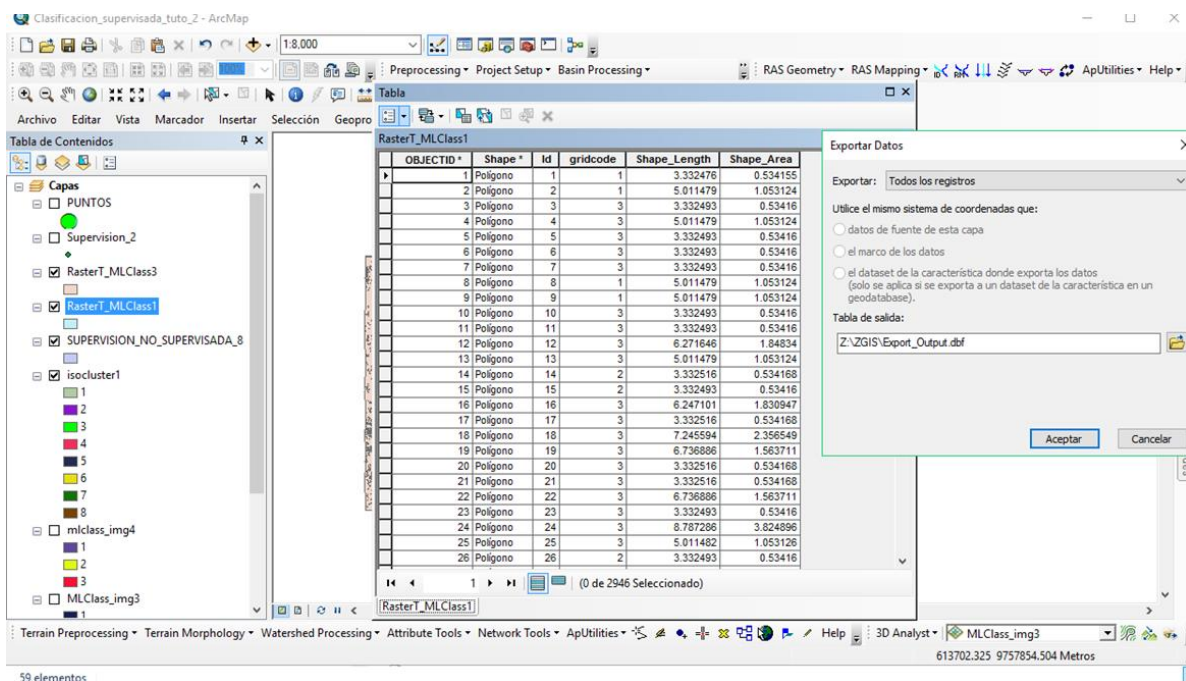 Clasificacion_supervisada_tuto_2 - ArcMap
1:8,000
100%
Preprocessing Project Setup Basin Processing
RAS Geometry RAS Mapping ApUtilities Help
Archivo Editar Vista Marcador Insertar Selección Geopro
Tabla de Contenidos
Capas
PUNTOS
Supervision_2
RasterT_MLClass3
RasterT_MLClass1
SUPERVISION_NO_SUPERVISADA_8
isocluster1
1
2
3
4
5
6
7
8
mlclass_img4
1
2
3
MLClass_img3
1
Tabla
RasterT_MLClass1
OBJECTID * Shape * Id gridcode Shape_Length Shape_Area
1 Polígono 1 1 3.332476 0.534155
2 Polígono 2 1 5.011479 1.053124
3 Polígono 3 3 3.332493 0.53416
4 Polígono 4 3 5.011479 1.053124
5 Polígono 5 3 3.332493 0.53416
6 Polígono 6 3 3.332493 0.53416
7 Polígono 7 3 3.332493 0.53416
8 Polígono 8 1 5.011479 1.053124
9 Polígono 9 1 5.011479 1.053124
10 Polígono 10 3 3.332493 0.53416
11 Polígono 11 3 3.332493 0.53416
12 Polígono 12 3 6.271646 1.84834
13 Polígono 13 3 5.011479 1.053124
14 Polígono 14 2 3.332516 0.534168
15 Polígono 15 2 3.332493 0.53416
16 Polígono 16 3 6.247101 1.830947
17 Polígono 17 3 3.332516 0.534168
18 Polígono 18 3 7.245594 2.356549
19 Polígono 19 3 6.736886 1.563711
20 Polígono 20 3 3.332516 0.534168
21 Polígono 21 3 3.332516 0.534168
22 Polígono 22 3 6.736886 1.563711
23 Polígono 23 3 3.332493 0.53416
24 Polígono 24 3 8.787286 3.824896
25 Polígono 25 3 5.011482 1.053126
26 Polígono 26 2 3.332493 0.53416
1
(0 de 2946 Seleccionado)
RasterT_MLClass1
Exportar Datos
Exportar: Todos los registros
Utilice el mismo sistema de coordenadas que:
datos de fuente de esta capa
el marco de los datos
el dataset de la característica donde exporta los datos
(solo se aplica si se exporta a un dataset de la característica en un
geodatabase).
Tabla de salida:
Z:\ZGIS\Export_Output.dbf
Aceptar Cancelar
Terrain Preprocessing Terrain Morphology Watershed Processing Attribute Tools Network Tools ApUtilities Help 3D Analyst MLClass_img3
613702.325 9757854.504 Metros
59 elementos